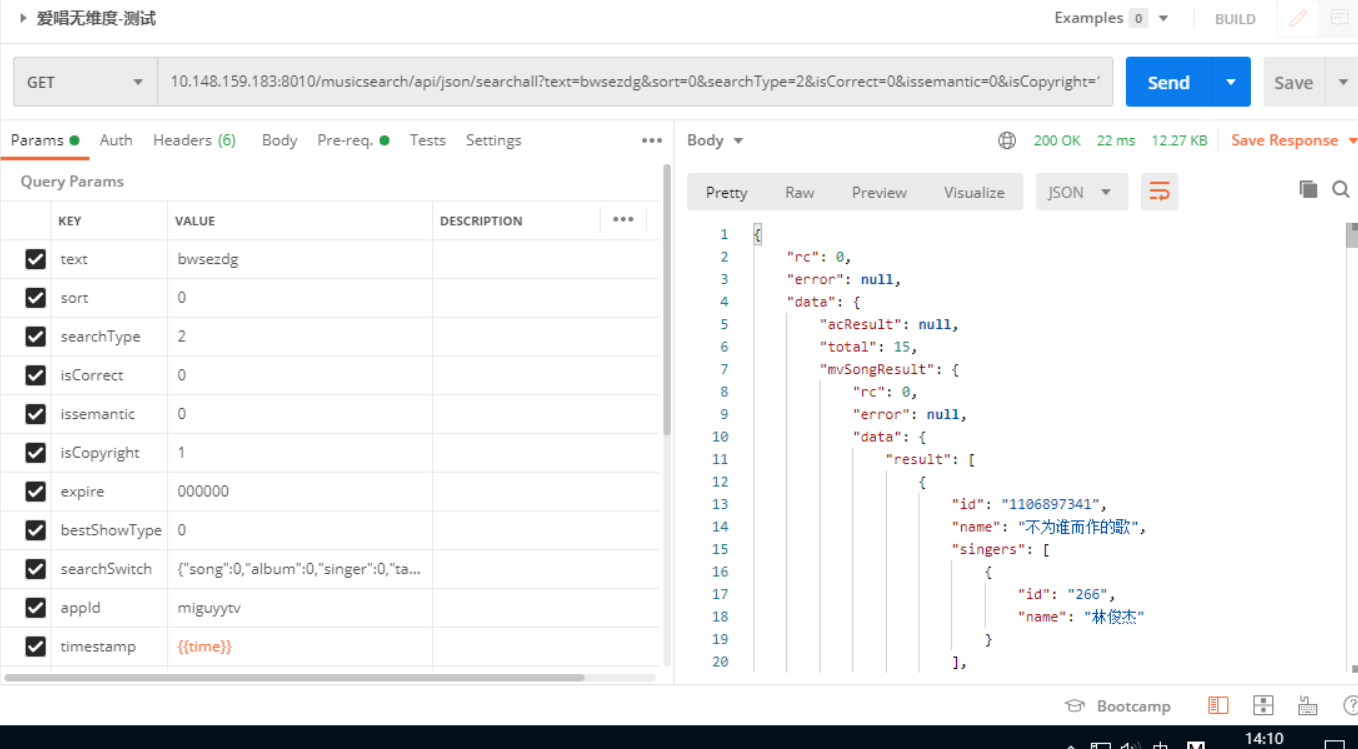 爱唱无维度-测试
Examples 0 BUILD
GET 10.148.159.183:8010/musicsearch/api/json/searchall?text=bwsezdg&sort=0&searchType=2&isCorrect=0&issemantic=0&isCopyright= Send Save
Params Auth Headers (6) Body Pre-req. Tests Settings
Body 200 OK 22 ms 12.27 KB Save Response
Query Params
Pretty Raw Preview Visualize JSON
KEY VALUE DESCRIPTION
text bwsezdg
sort 0
searchType 2
isCorrect 0
issemantic 0
isCopyright 1
expire 000000
bestShowType 0
searchSwitch {"song":0,"album":0,"singer":0,"ta...
appId miguyytv
timestamp {{time}}
1 {
2 "rc": 0,
3 "error": null,
4 "data": {
5 "acResult": null,
6 "total": 15,
7 "mvSongResult": {
8 "rc": 0,
9 "error": null,
10 "data": {
11 "result": [
12 {
13 "id": "1106897341",
14 "name": "不为谁而作的歌",
15 "singers": [
16 {
17 "id": "266",
18 "name": "林俊杰"
19 }
20 ],
Bootcamp
14:10